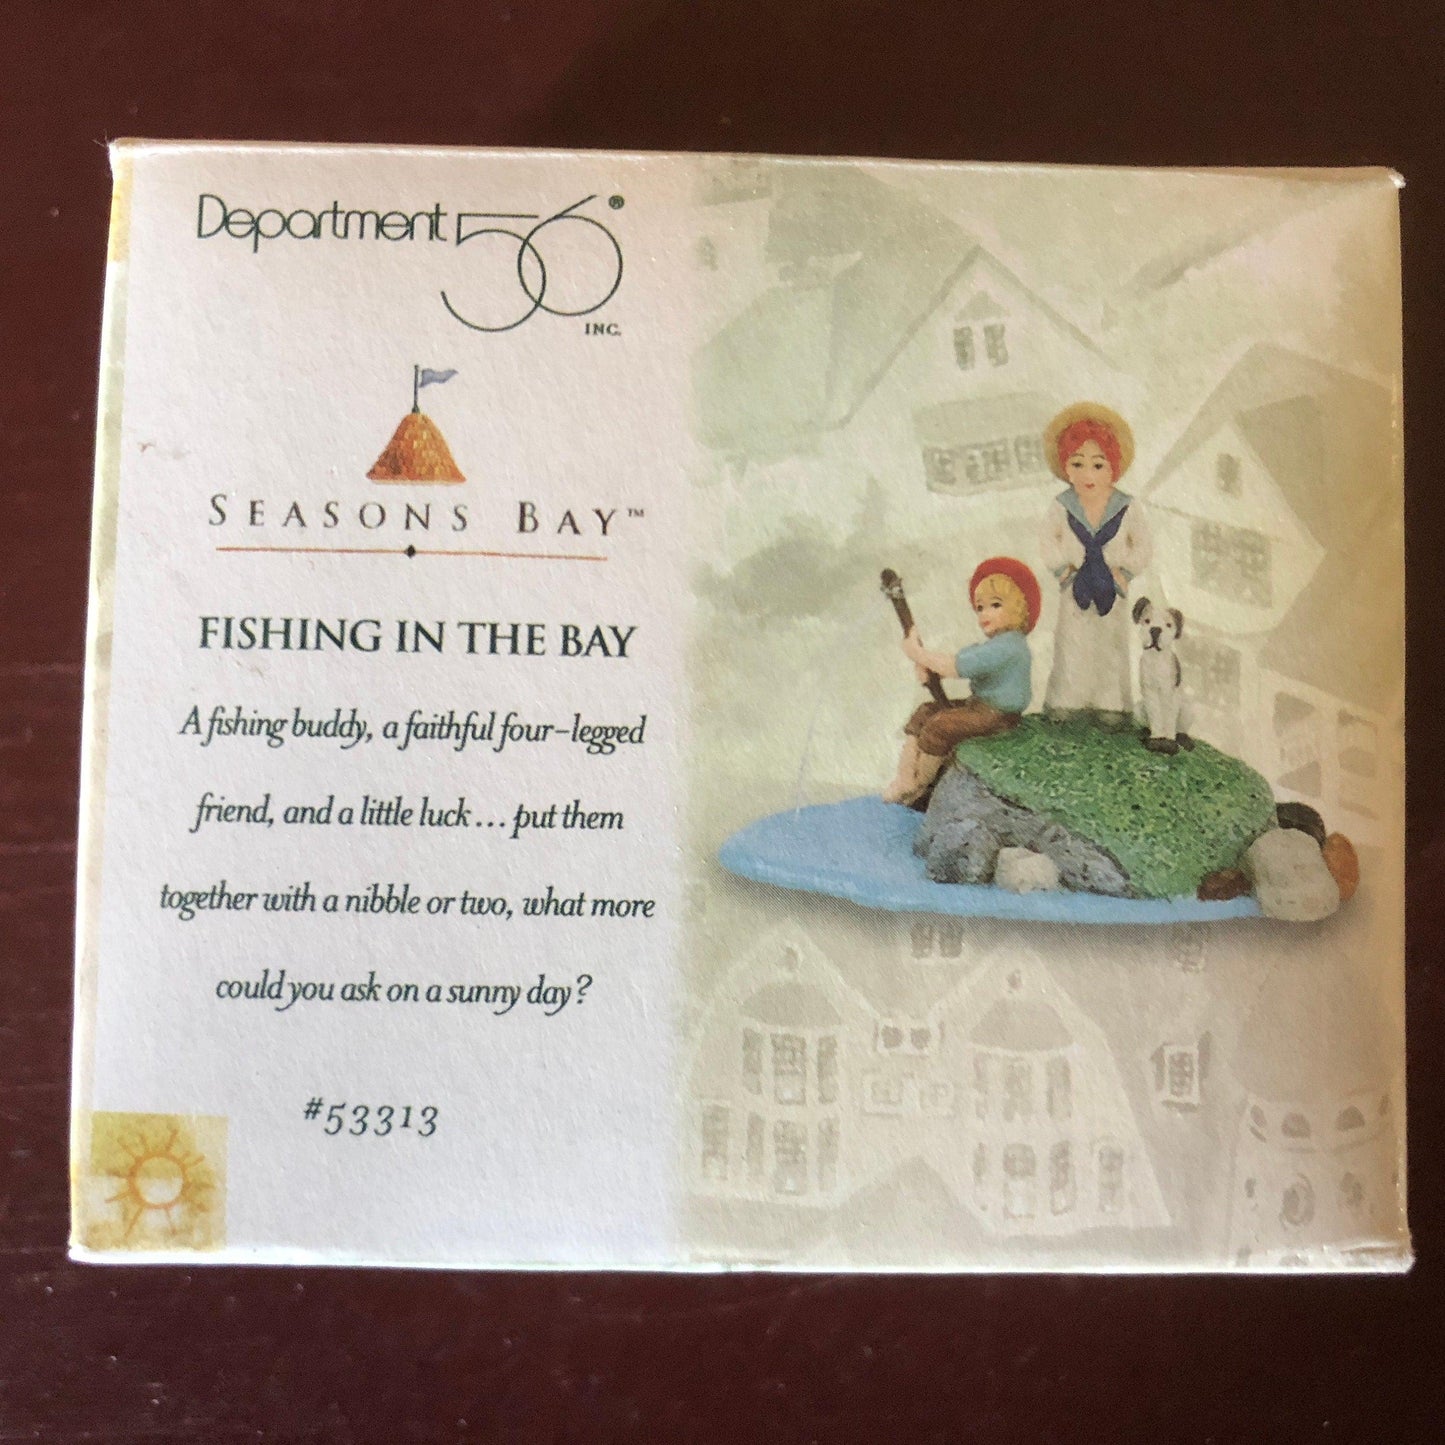 Department 56®
INC.
SEASONS BAY™
FISHING IN THE BAY
A fishing buddy, a faithful four-legged
friend, and a little luck... put them
together with a nibble or two, what more
could you ask on a sunny day?
#53313